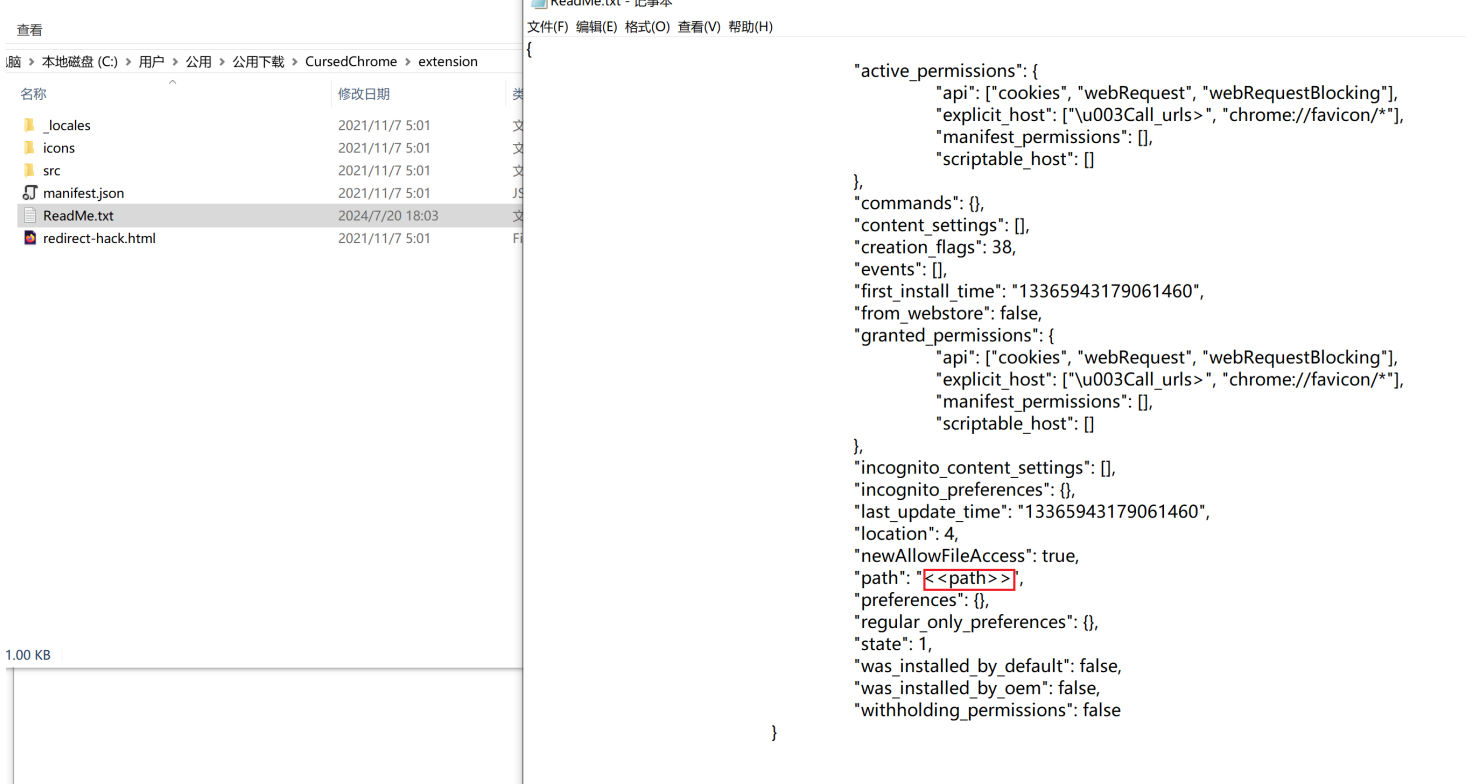 查看
脑 > 本地磁盘 (C:) > 用户 > 公用 > 公用下载 > CursedChrome > extension
名称 修改日期
_locales 2021/11/7 5:01 文
icons 2021/11/7 5:01 文
src 2021/11/7 5:01 文
manifest.json 2021/11/7 5:01 JS
ReadMe.txt 2024/7/20 18:03 文
redirect-hack.html 2021/11/7 5:01 Fi
1.00 KB
ReadMe.txt - 记事本
文件(F) 编辑(E) 格式(O) 查看(V) 帮助(H)
{
"active_permissions": {
"api": ["cookies", "webRequest", "webRequestBlocking"],
"explicit_host": ["\u003Call_urls>", "chrome://favicon/*"],
"manifest_permissions": [],
"scriptable_host": []
},
"commands": {},
"content_settings": [],
"creation_flags": 38,
"events": [],
"first_install_time": "13365943179061460",
"from_webstore": false,
"granted_permissions": {
"api": ["cookies", "webRequest", "webRequestBlocking"],
"explicit_host": ["\u003Call_urls>", "chrome://favicon/*"],
"manifest_permissions": [],
"scriptable_host": []
},
"incognito_content_settings": [],
"incognito_preferences": {},
"last_update_time": "13365943179061460",
"location": 4,
"newAllowFileAccess": true,
"path": "<<path>>",
"preferences": {},
"regular_only_preferences": {},
"state": 1,
"was_installed_by_default": false,
"was_installed_by_oem": false,
"withholding_permissions": false
}